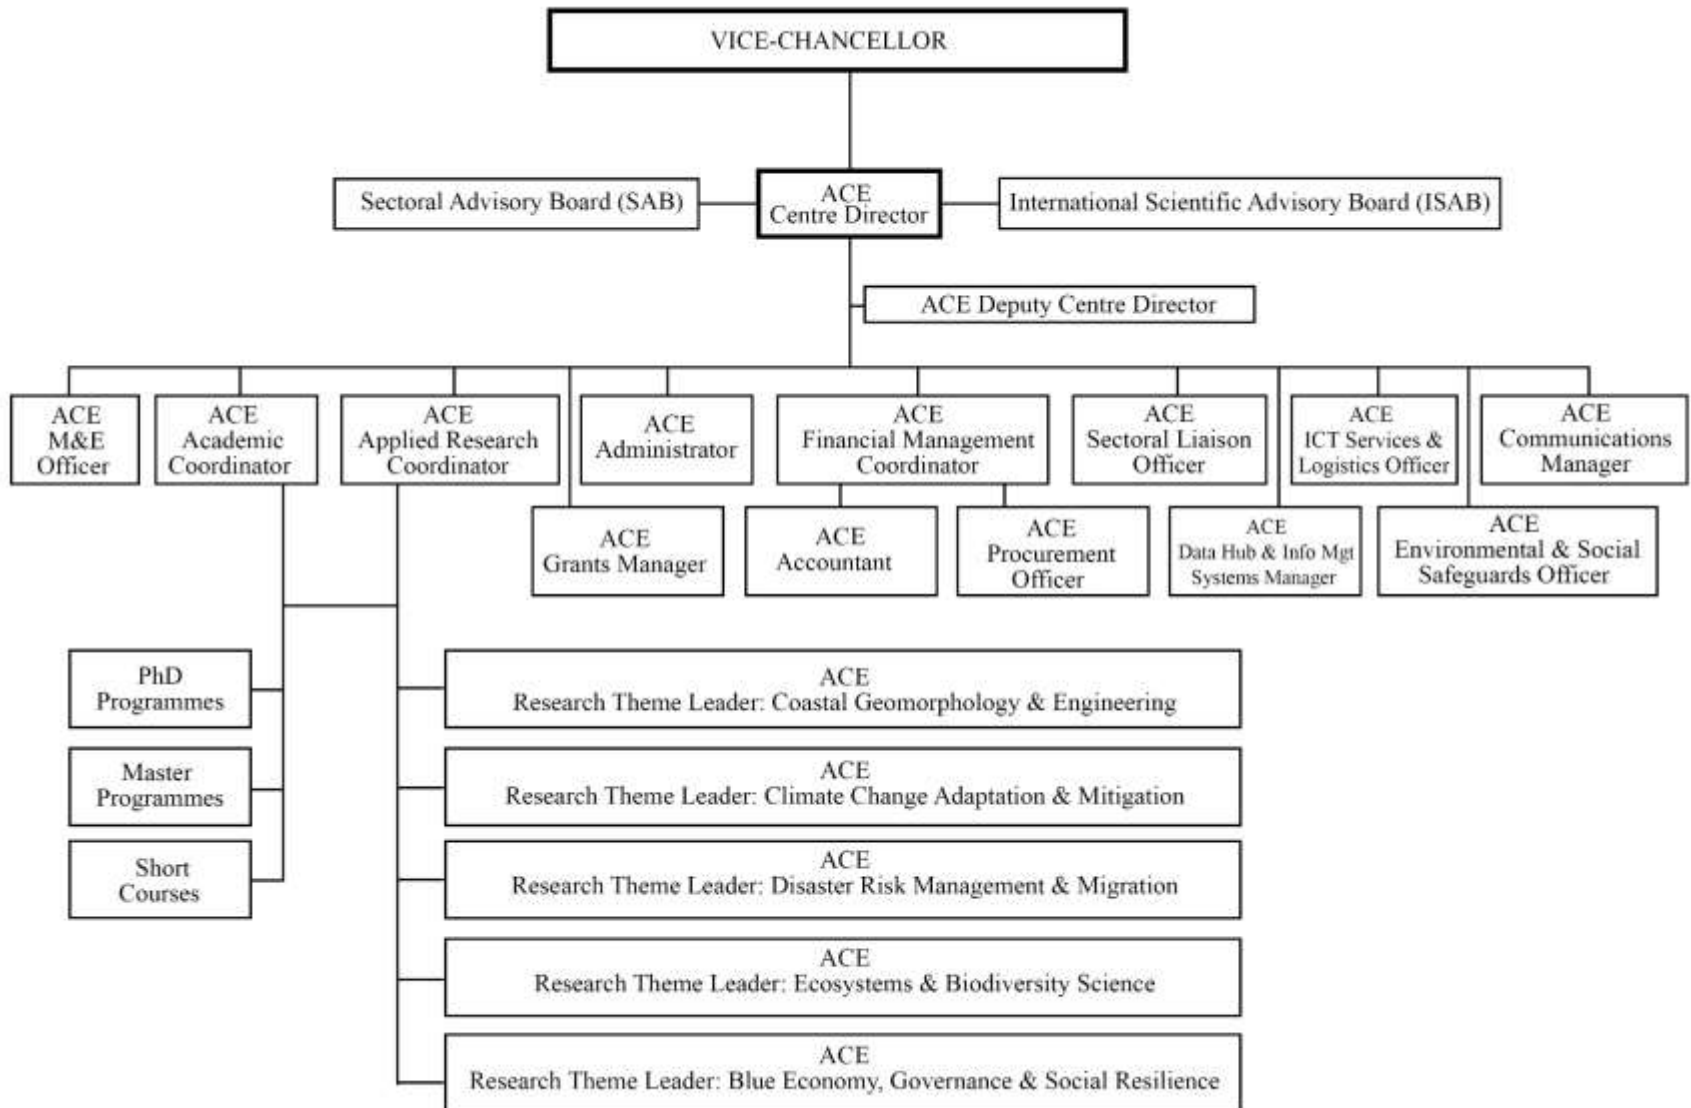 VICE-CHANCELLOR
Sectoral Advisory Board (SAB)
ACE
Centre Director
International Scientific Advisory Board (ISAB)
ACE Deputy Centre Director
ACE
M&E
Officer
ACE
Academic
Coordinator
ACE
Applied Research
Coordinator
ACE
Administrator
ACE
Financial Management
Coordinator
ACE
Sectoral Liaison
Officer
ACE
ICT Services &
Logistics Officer
ACE
Communications
Manager
ACE
Grants Manager
ACE
Accountant
ACE
Procurement
Officer
ACE
Data Hub & Info Mgt
Systems Manager
ACE
Environmental & Social
Safeguards Officer
PhD
Programmes
Master
Programmes
Short
Courses
ACE
Research Theme Leader: Coastal Geomorphology & Engineering
ACE
Research Theme Leader: Climate Change Adaptation & Mitigation
ACE
Research Theme Leader: Disaster Risk Management & Migration
ACE
Research Theme Leader: Ecosystems & Biodiversity Science
ACE
Research Theme Leader: Blue Economy, Governance & Social Resilience